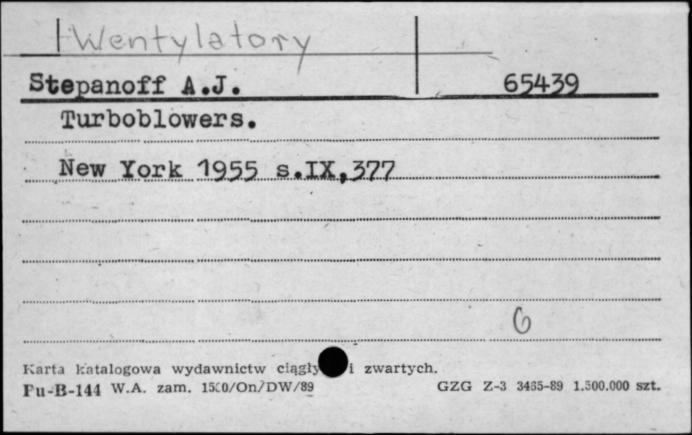 Wentylatory
Stepanoff A.J. 65439
Turboblowers.
New York 1955 s.IX,377
6
Karta katalogowa wydawnictw ciągły i zwartych.
Pu-B-144 W.A. zam. 1500/On/DW/89 GZG Z-3 3465-89 1.500.000 szt.